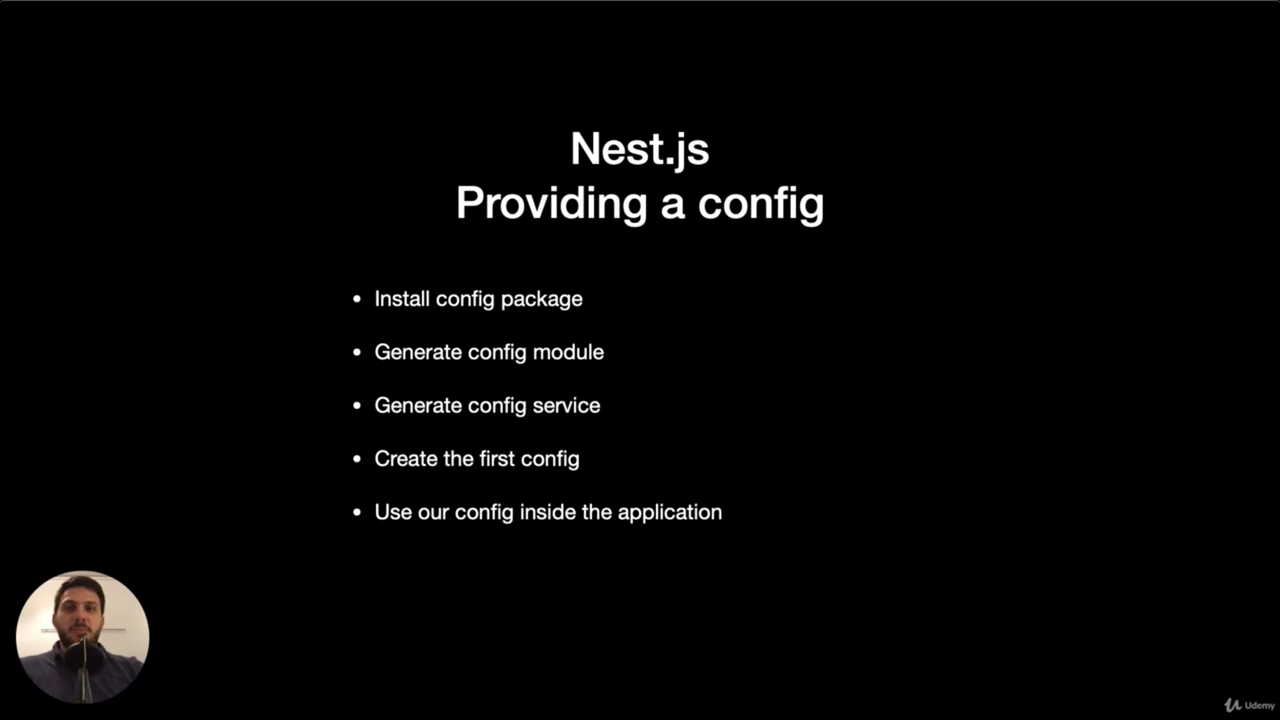 Nest.js
Providing a config
• Install config package
• Generate config module
• Generate config service
• Create the first config
• Use our config inside the application
Udemy